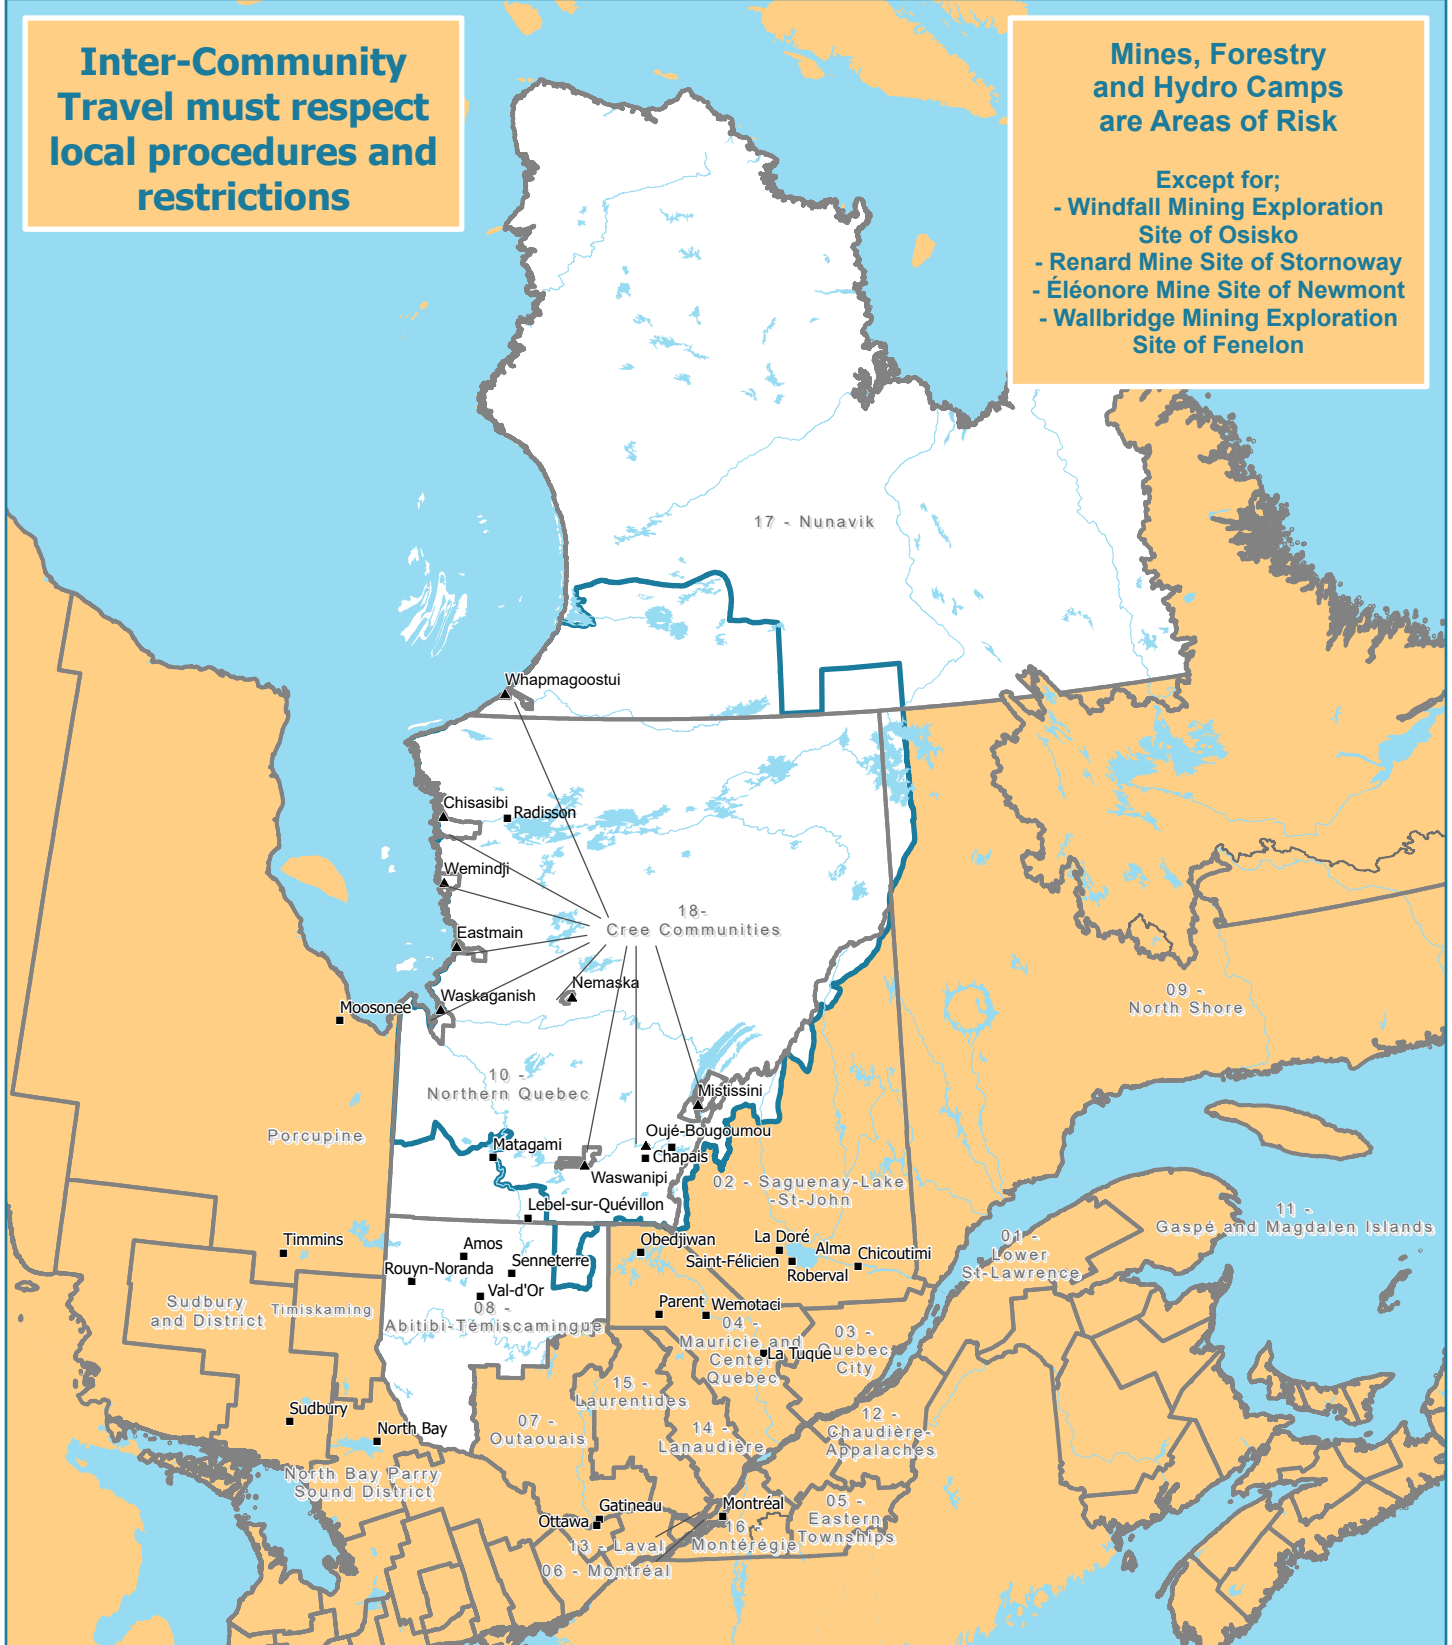 Inter-Community
Travel must respect
local procedures and
restrictions
Mines, Forestry
and Hydro Camps
are Areas of Risk
Except for;
- Windfall Mining Exploration
Site of Osisko
- Renard Mine Site of Stornoway
- Éléonore Mine Site of Newmont
- Wallbridge Mining Exploration
Site of Fenelon
17 - Nunavik
Whapmagoostui
Chisasibi
Radisson
Wemindji
18-
Cree Communities
Eastmain
Nemaska
Waskaganish
Moosonee
09 -
North Shore
10 -
Northern Quebec
Mistissini
Porcupine
Oujé-Bougoumou
Matagami
Chapais
Waswanipi
02 - Saguenay-Lake
-St-John
Lebel-sur-Quévillon
11 -
Gaspé and Magdalen Islands
Timmins
Amos
Senneterre
Rouyn-Noranda
Val-d'Or
Obedjiwan
La Doré
Saint-Félicien
Alma
Roberval
Chicoutimi
01 -
Lower
St-Lawrence
Sudbury
and District
Timiskaming
08 -
Abitibi-Témiscamingue
Parent
Wemotaci
04 -
Mauricie and
Center
Quebec
La Tuque
03 -
Quebec
City
15 -
Laurentides
Sudbury
North Bay
07 -
Outaouais
14 -
Lanaudière
12 -
Chaudière-
Appalaches
North Bay Parry
Sound District
Gatineau
Ottawa
Montréal
05 -
Eastern
Townships
16 -
Montérégie
13 - Laval
06 - Montréal